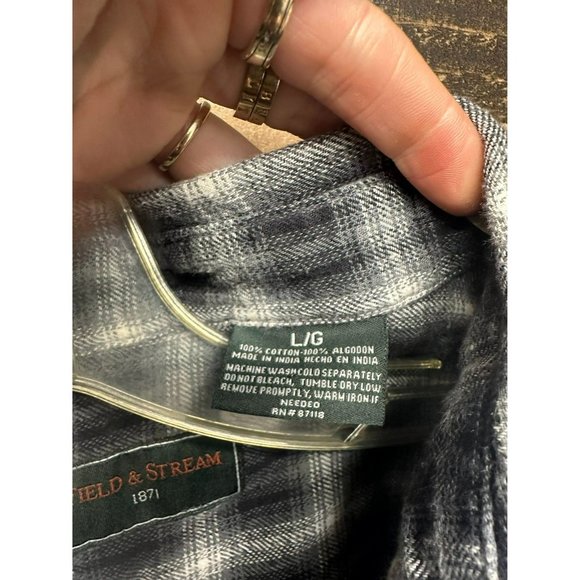 L/G
100% COTTON-100% ALGODON
MADE IN INDIA HECHO EN INDIA
MACHINE WASH COLD SEPARATELY
DO NOT BLEACH, TUMBLE DRY LOW
REMOVE PROMPTLY, WARM IRON IF
NEEDED
RN# 87118
FIELD & STREAM
1871